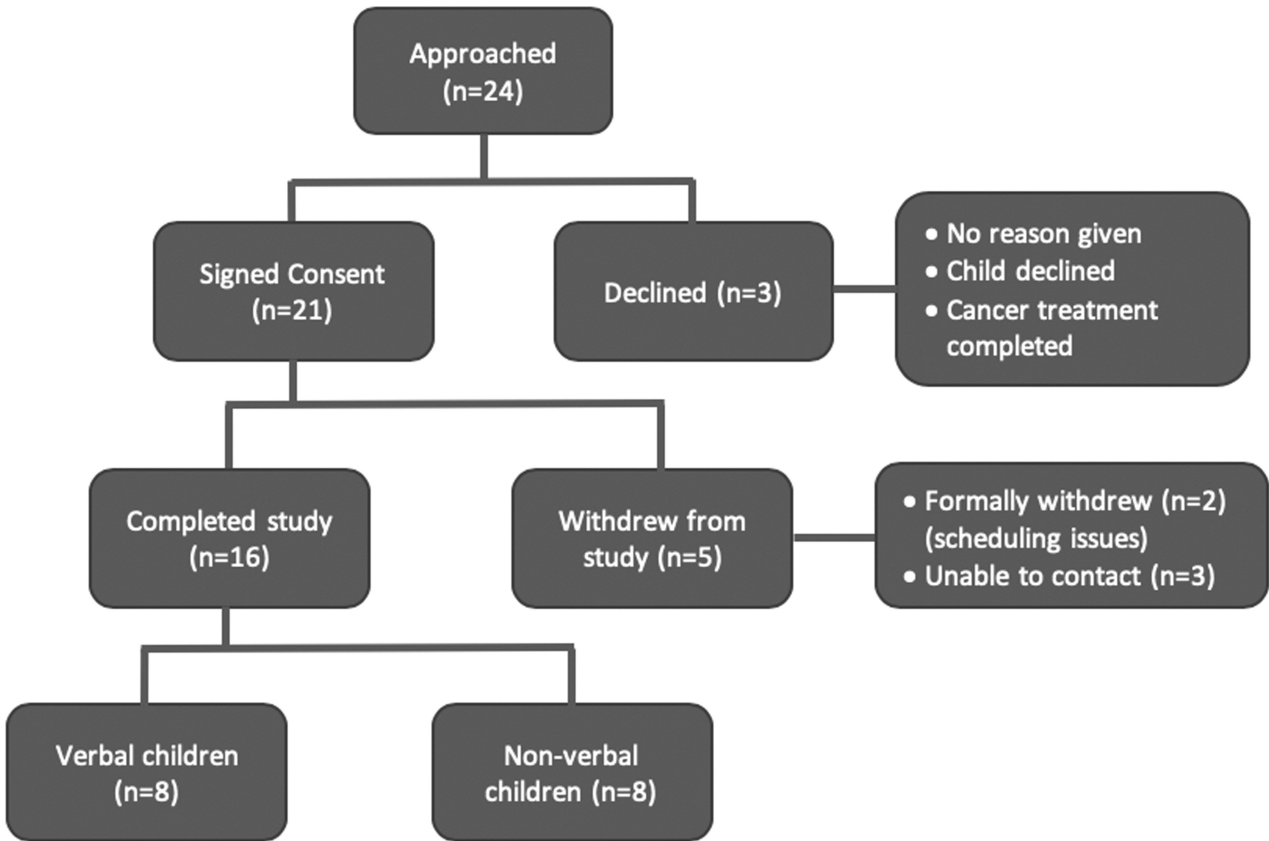 Approached
(n=24)
Signed Consent
(n=21)
Declined (n=3)
• No reason given
• Child declined
• Cancer treatment
completed
Completed study
(n=16)
Withdrew from
study (n=5)
• Formally withdrew (n=2)
(scheduling issues)
• Unable to contact (n=3)
Verbal children
(n=8)
Non-verbal
children (n=8)